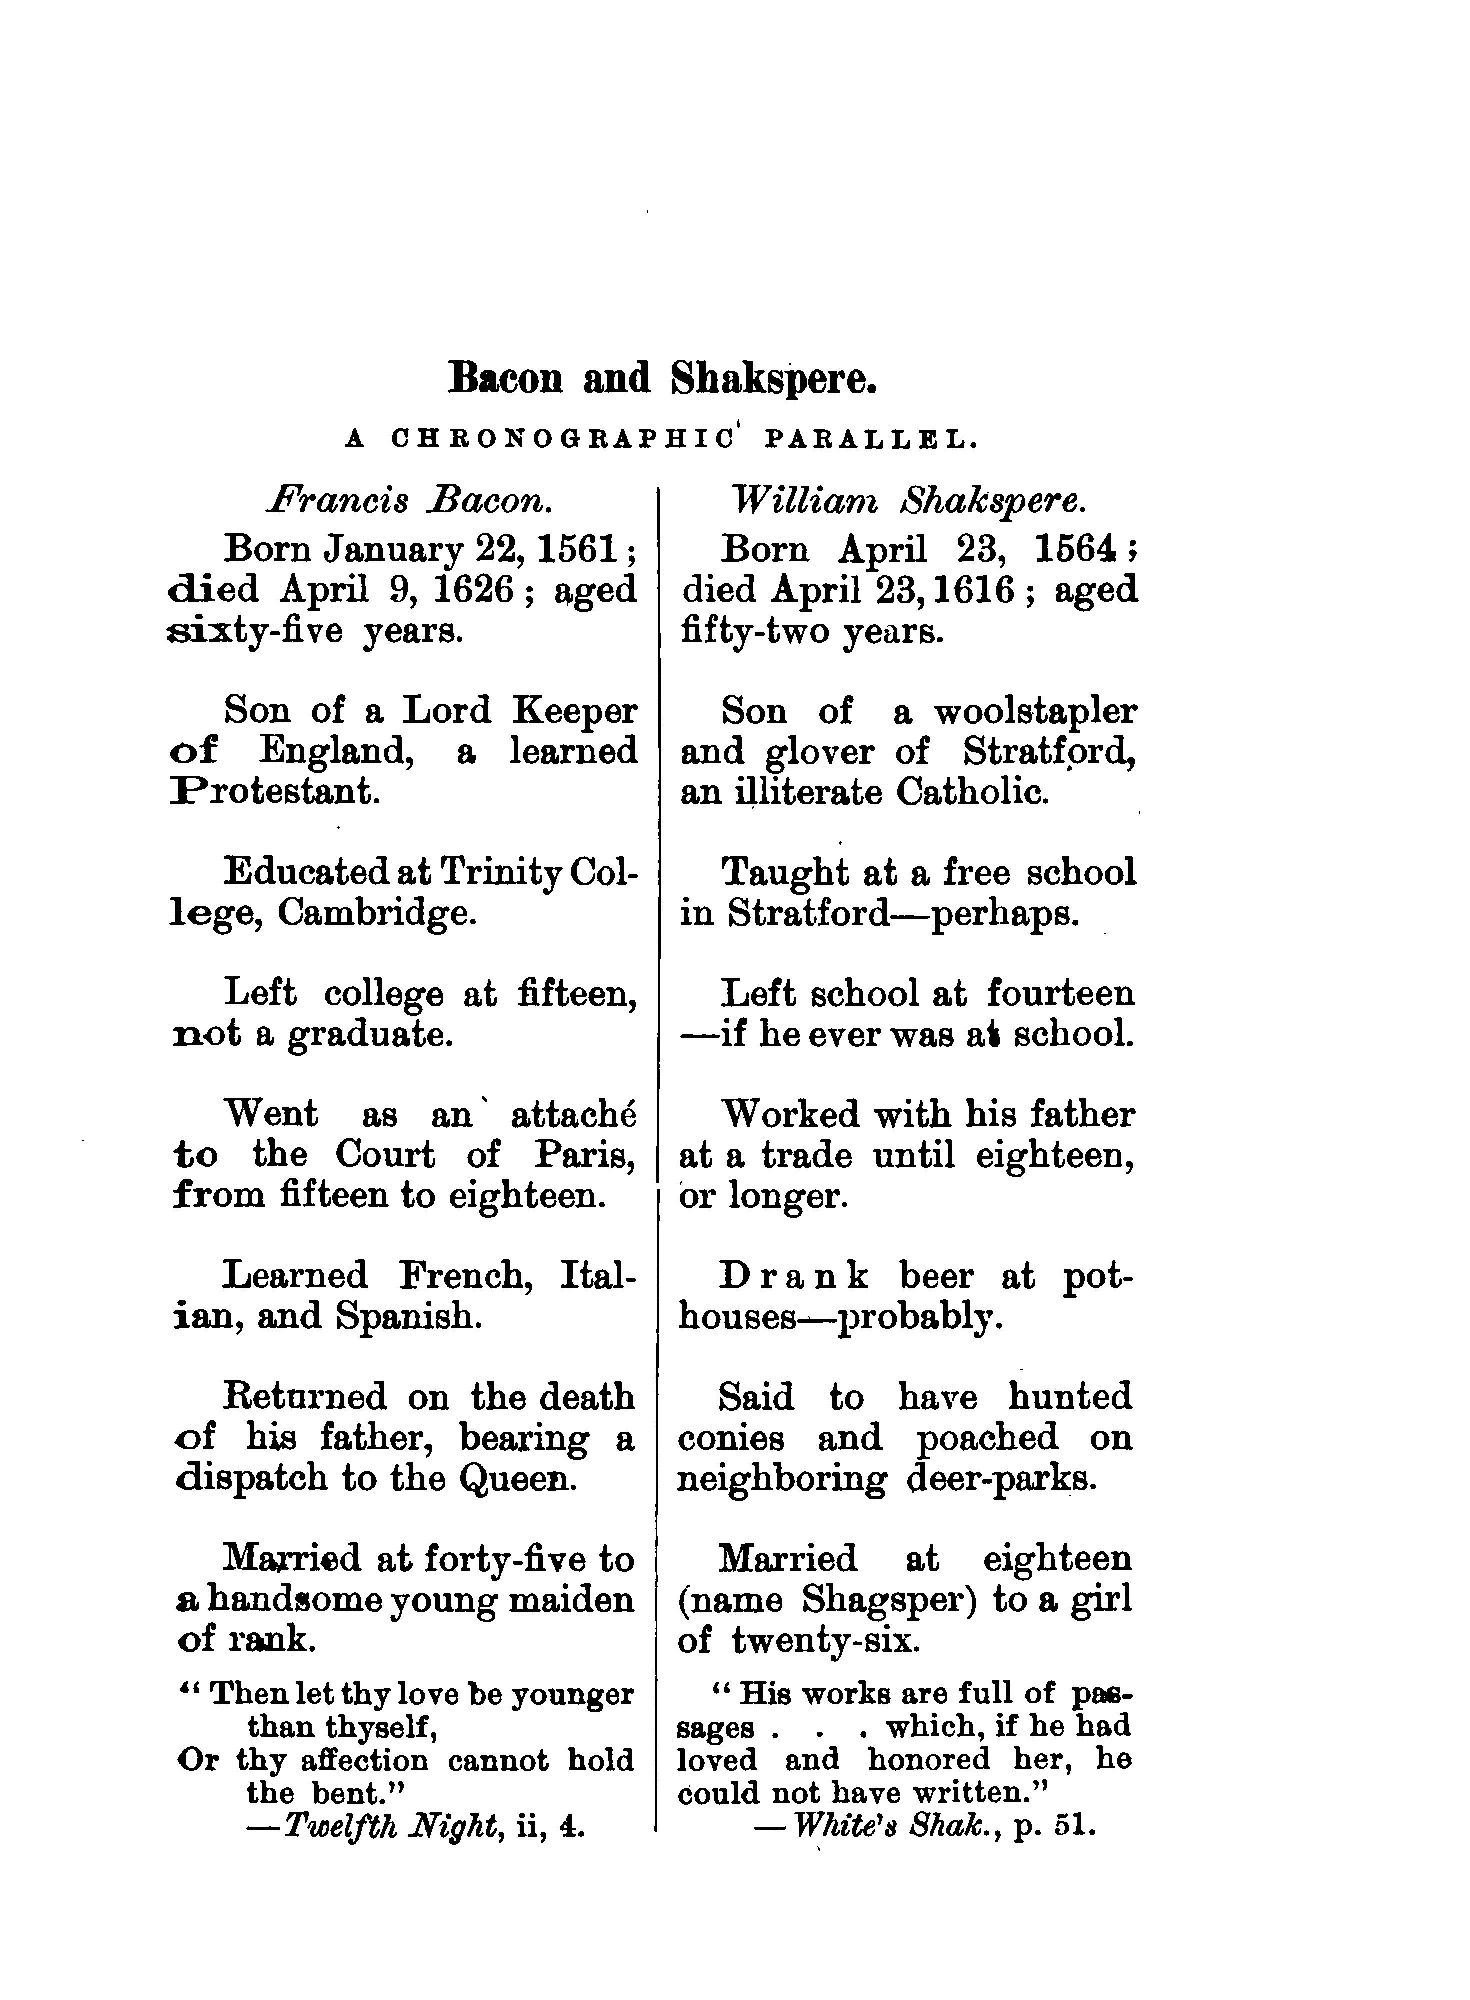 Bacon and Shakspere.
A CHRONOGRAPHIC PARALLEL.
Francis Bacon.
Born January 22, 1561;
died April 9, 1626; aged
sixty-five years.
Son of a Lord Keeper
of England, a learned
Protestant.
Educated at Trinity Col-
lege, Cambridge.
Left college at fifteen,
not a graduate.
Went as an attaché
to the Court of Paris,
from fifteen to eighteen.
Learned French, Ital-
ian, and Spanish.
Returned on the death
of his father, bearing a
dispatch to the Queen.
Married at forty-five to
a handsome young maiden
of rank.
"Then let thy love be younger
than thyself,
Or thy affection cannot hold
the bent."
—Twelfth Night, ii, 4.
William Shakspere.
Born April 23, 1564;
died April 23, 1616; aged
fifty-two years.
Son of a woolstapler
and glover of Stratford,
an illiterate Catholic.
Taught at a free school
in Stratford—perhaps.
Left school at fourteen
—if he ever was at school.
Worked with his father
at a trade until eighteen,
or longer.
Drank beer at pot-
houses—probably.
Said to have hunted
conies and poached on
neighboring deer-parks.
Married at eighteen
(name Shagsper) to a girl
of twenty-six.
"His works are full of pas-
sages . . . which, if he had
loved and honored her, he
could not have written."
—White's Shak., p. 51.